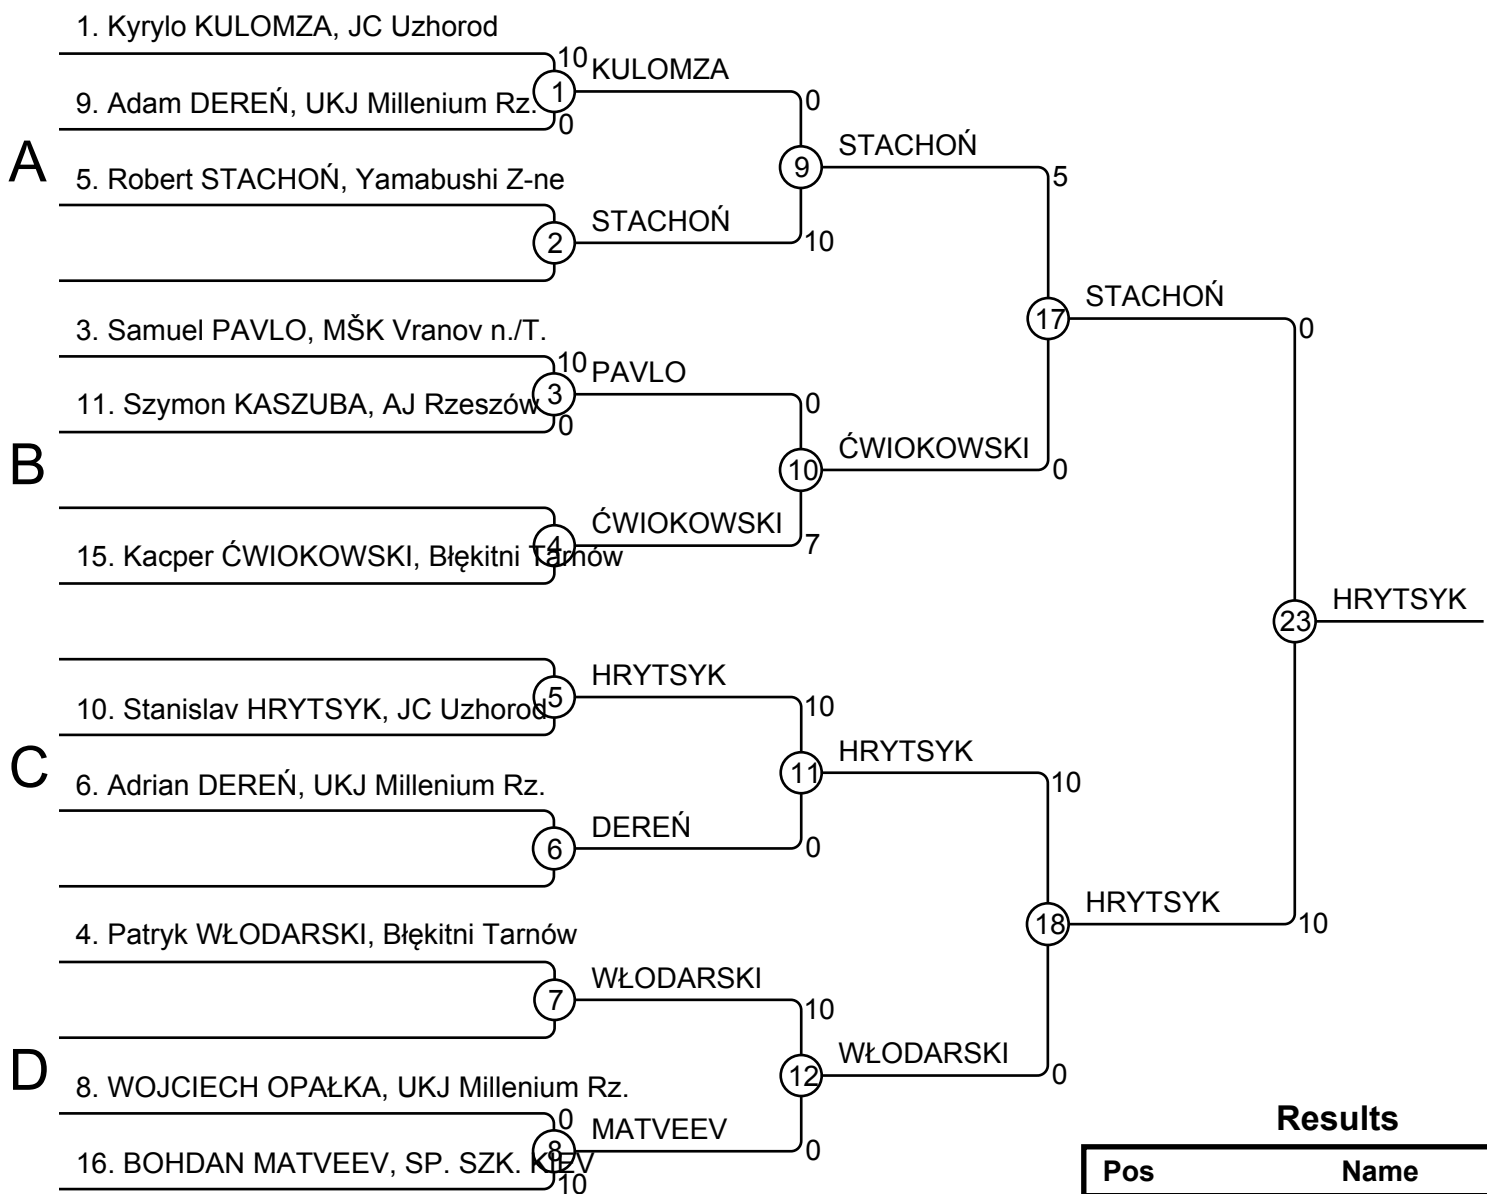 1. Kyrylo KULOMZA, JC Uzhorod
10
KULOMZA
1
0
9. Adam DEREŃ, UKJ Millenium Rz.
0
STACHOŃ
A
9
5. Robert STACHOŃ, Yamabushi Z-ne
5
STACHOŃ
2
10
STACHOŃ
3. Samuel PAVLO, MŠK Vranov n./T.
17
0
10
PAVLO
3
0
11. Szymon KASZUBA, AJ Rzeszów
0
ĆWIOKOWSKI
B
10
0
ĆWIOKOWSKI
4
7
15. Kacper ĆWIOKOWSKI, Błękitni Tarnów
HRYTSYK
23
HRYTSYK
5
10
10. Stanislav HRYTSYK, JC Uzhorod
HRYTSYK
C
11
10
6. Adrian DEREŃ, UKJ Millenium Rz.
DEREŃ
6
0
HRYTSYK
18
10
4. Patryk WŁODARSKI, Błękitni Tarnów
WŁODARSKI
7
10
WŁODARSKI
D
12
0
8. WOJCIECH OPAŁKA, UKJ Millenium Rz.
0
MATVEEV
8
0
16. BOHDAN MATVEEV, SP. SZK. KIEV
10
Results
Pos Name